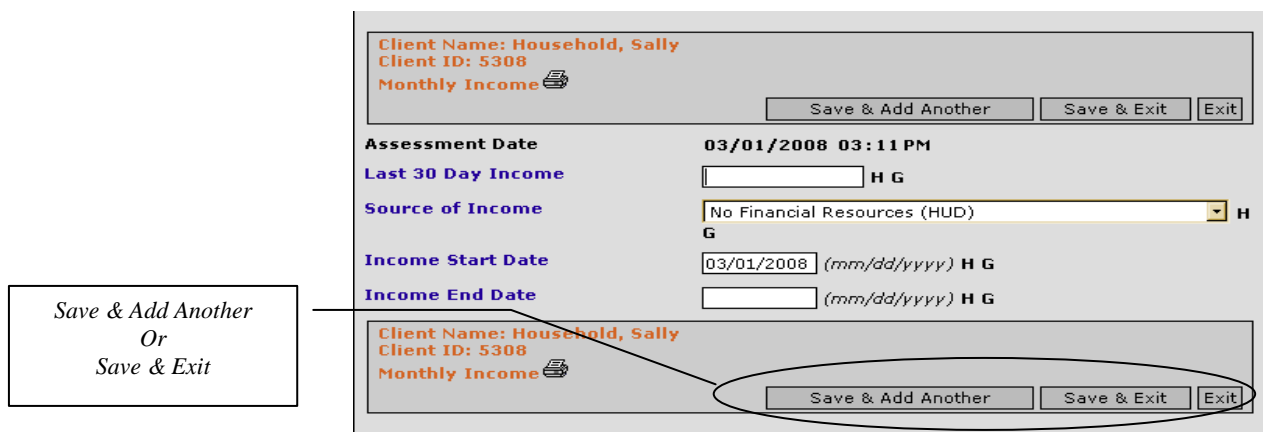 Client Name: Household, Sally
Client ID: 5308
Monthly Income
Save & Add Another Save & Exit Exit
Assessment Date 03/01/2008 03:11 PM
Last 30 Day Income H G
Source of Income No Financial Resources (HUD) H
G
Income Start Date 03/01/2008 (mm/dd/yyyy) H G
Income End Date (mm/dd/yyyy) H G
Save & Add Another
Or
Save & Exit
Client Name: Household, Sally
Client ID: 5308
Monthly Income
Save & Add Another Save & Exit Exit